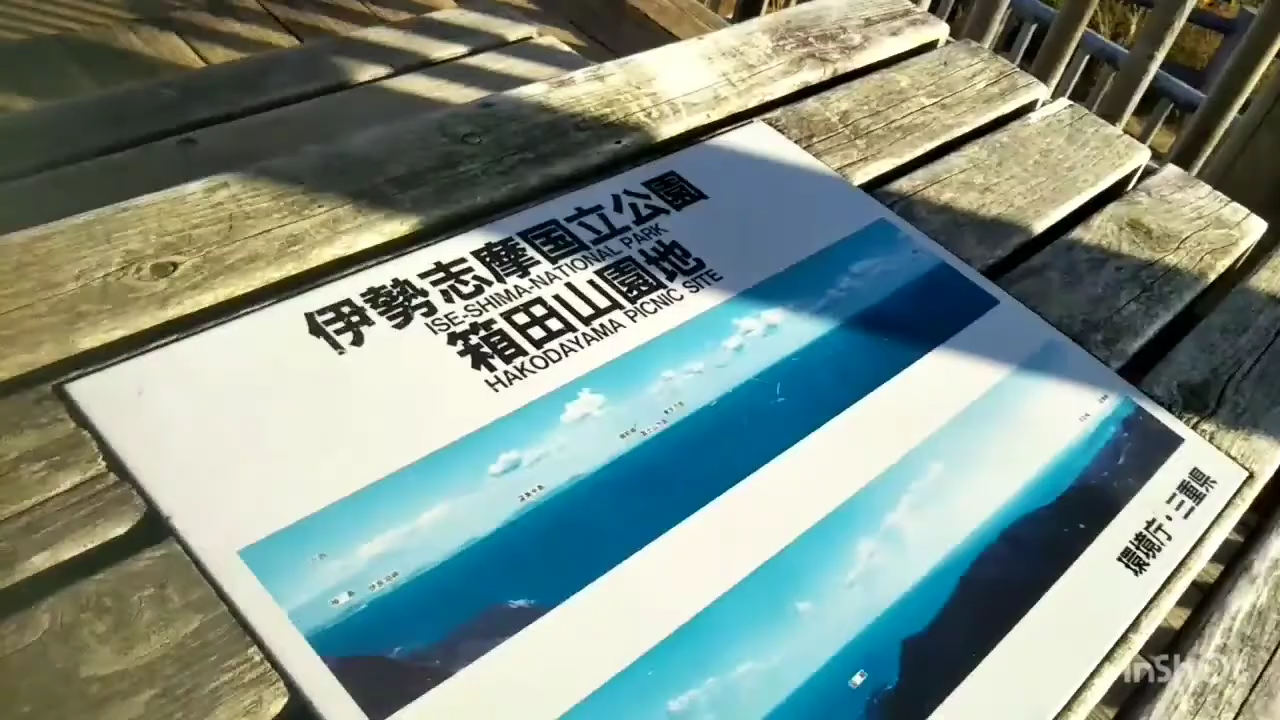 伊勢志摩国立公園
ISE-SHIMA-NATIONAL PARK
箱田山園地
HAKODAYAMA PICNIC SITE
環境庁・三重県
InSHOT